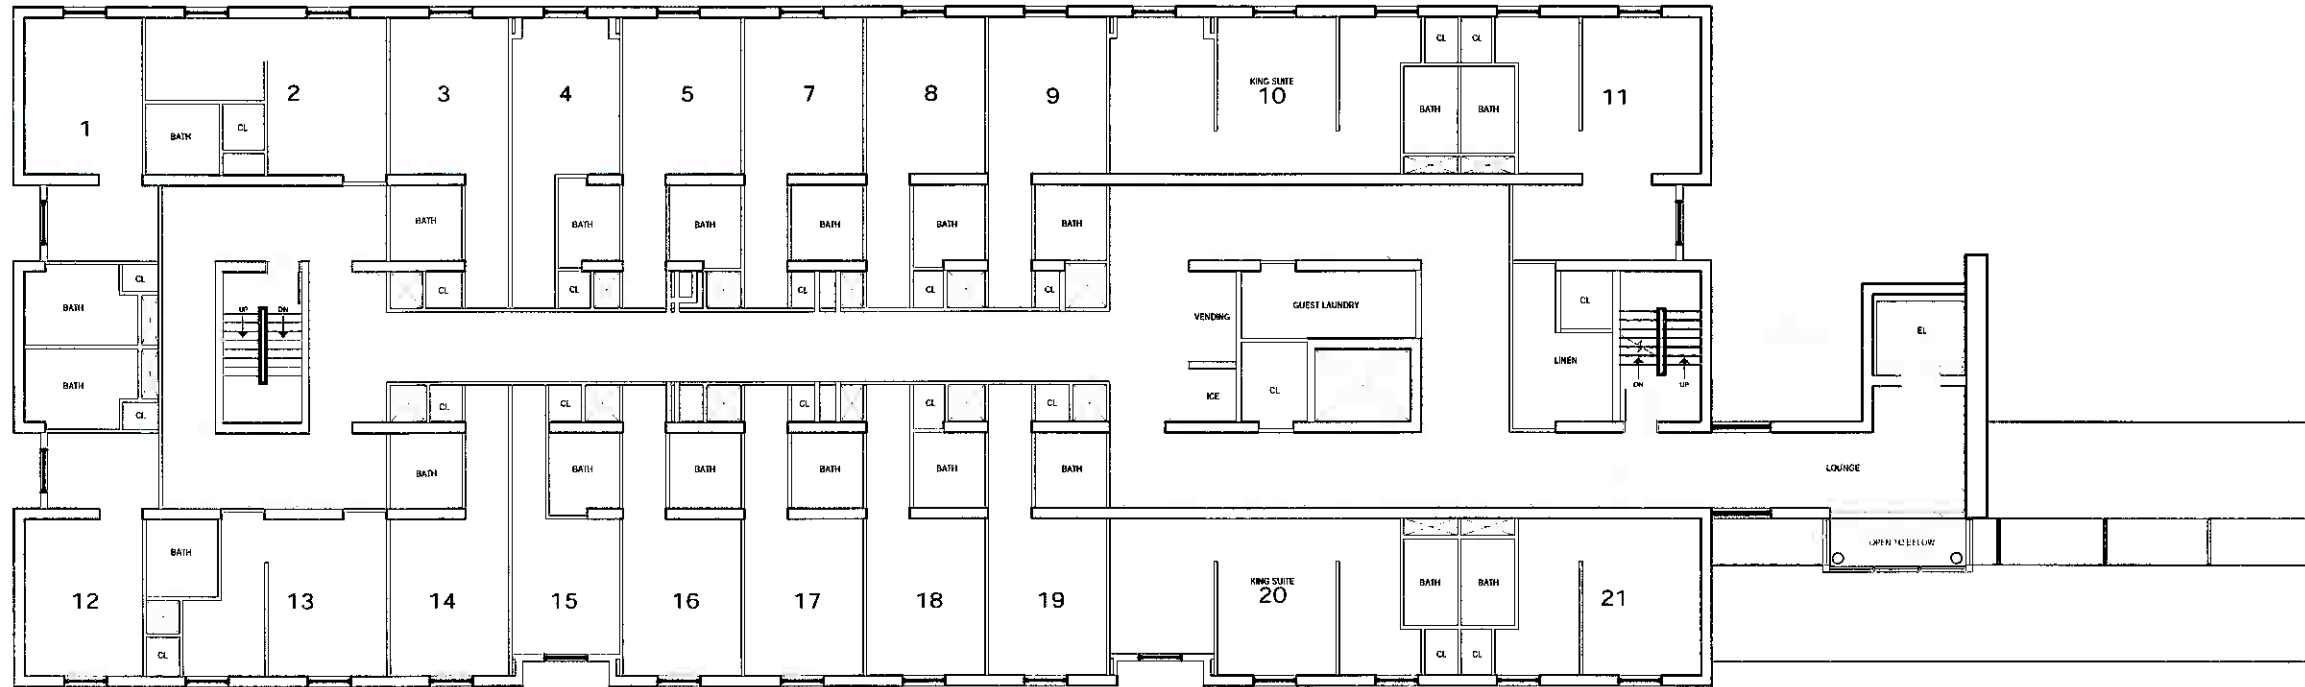 CL CL
KING SUITE
1 2 3 4 5 7 8 9 10 11
BATH CL BATH BATH
BATH BATH BATH BATH BATH BATH
CL CL CL CL CL CL CL
BATH UP DN VENDING GUEST LAUNDRY CL
EL
LINEN
BATH DN UP
CL CL CL CL CL CL CL ICE CL
BATH BATH BATH BATH BATH BATH LOUNGE
BATH OPEN TO BELOW
KING SUITE BATH BATH
12 13 14 15 16 17 18 19 20 21
CL CL CL